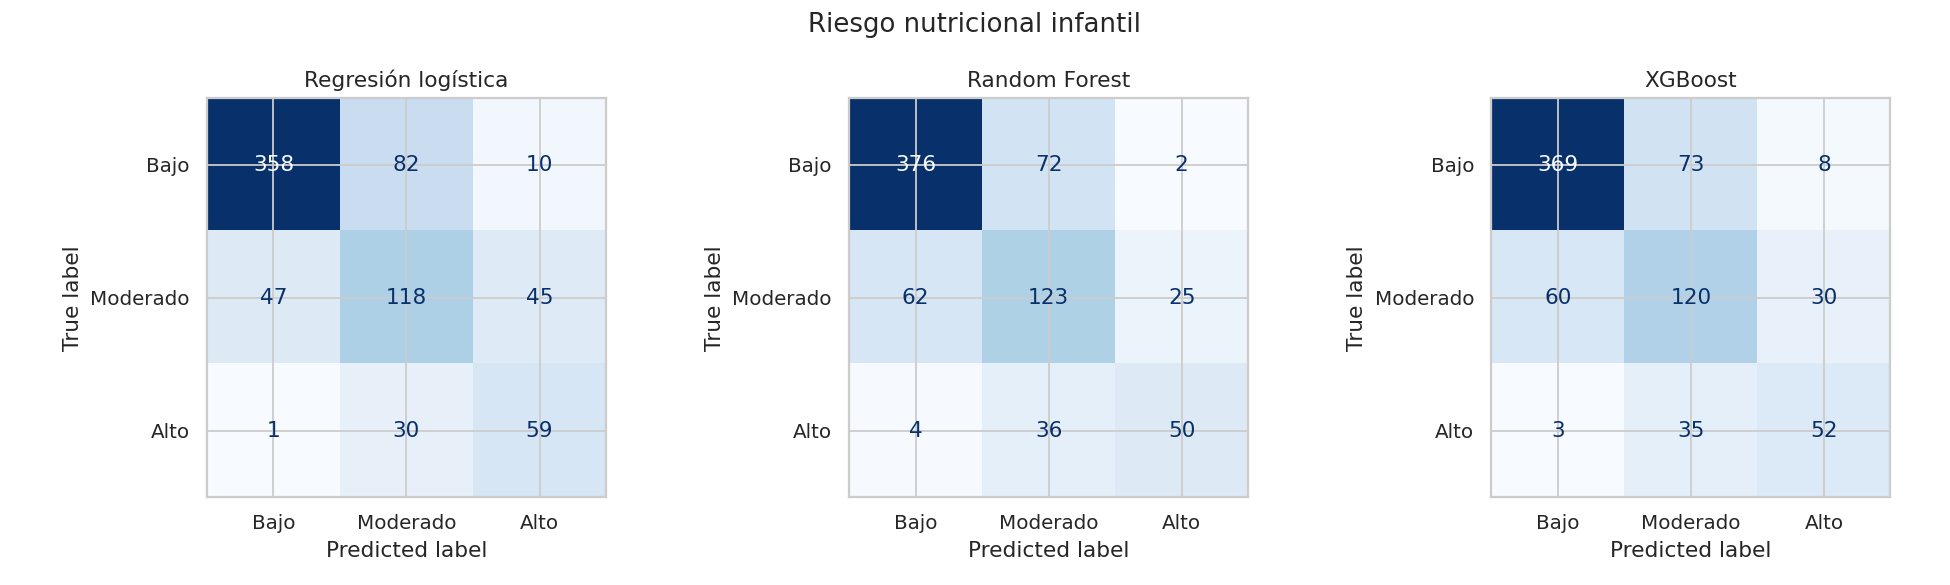 Riesgo nutricional infantil
Regresión logística
True label
Bajo 358 82 10
Moderado 47 118 45
Alto 1 30 59
Bajo Moderado Alto
Predicted label
Random Forest
True label
Bajo 376 72 2
Moderado 62 123 25
Alto 4 36 50
Bajo Moderado Alto
Predicted label
XGBoost
True label
Bajo 369 73 8
Moderado 60 120 30
Alto 3 35 52
Bajo Moderado Alto
Predicted label